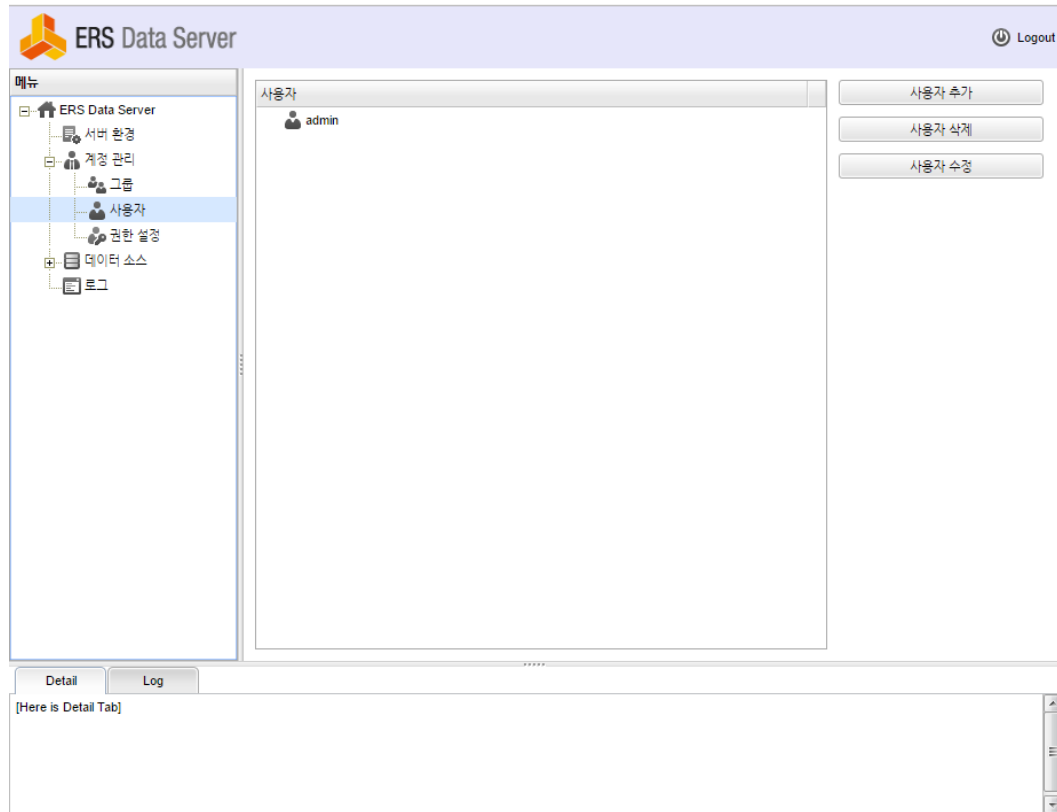 ERS Data Server
Logout
메뉴
ERS Data Server
서버 환경
계정 관리
그룹
사용자
권한 설정
데이터 소스
로그
사용자
admin
사용자 추가
사용자 삭제
사용자 수정
Detail
Log
[Here is Detail Tab]